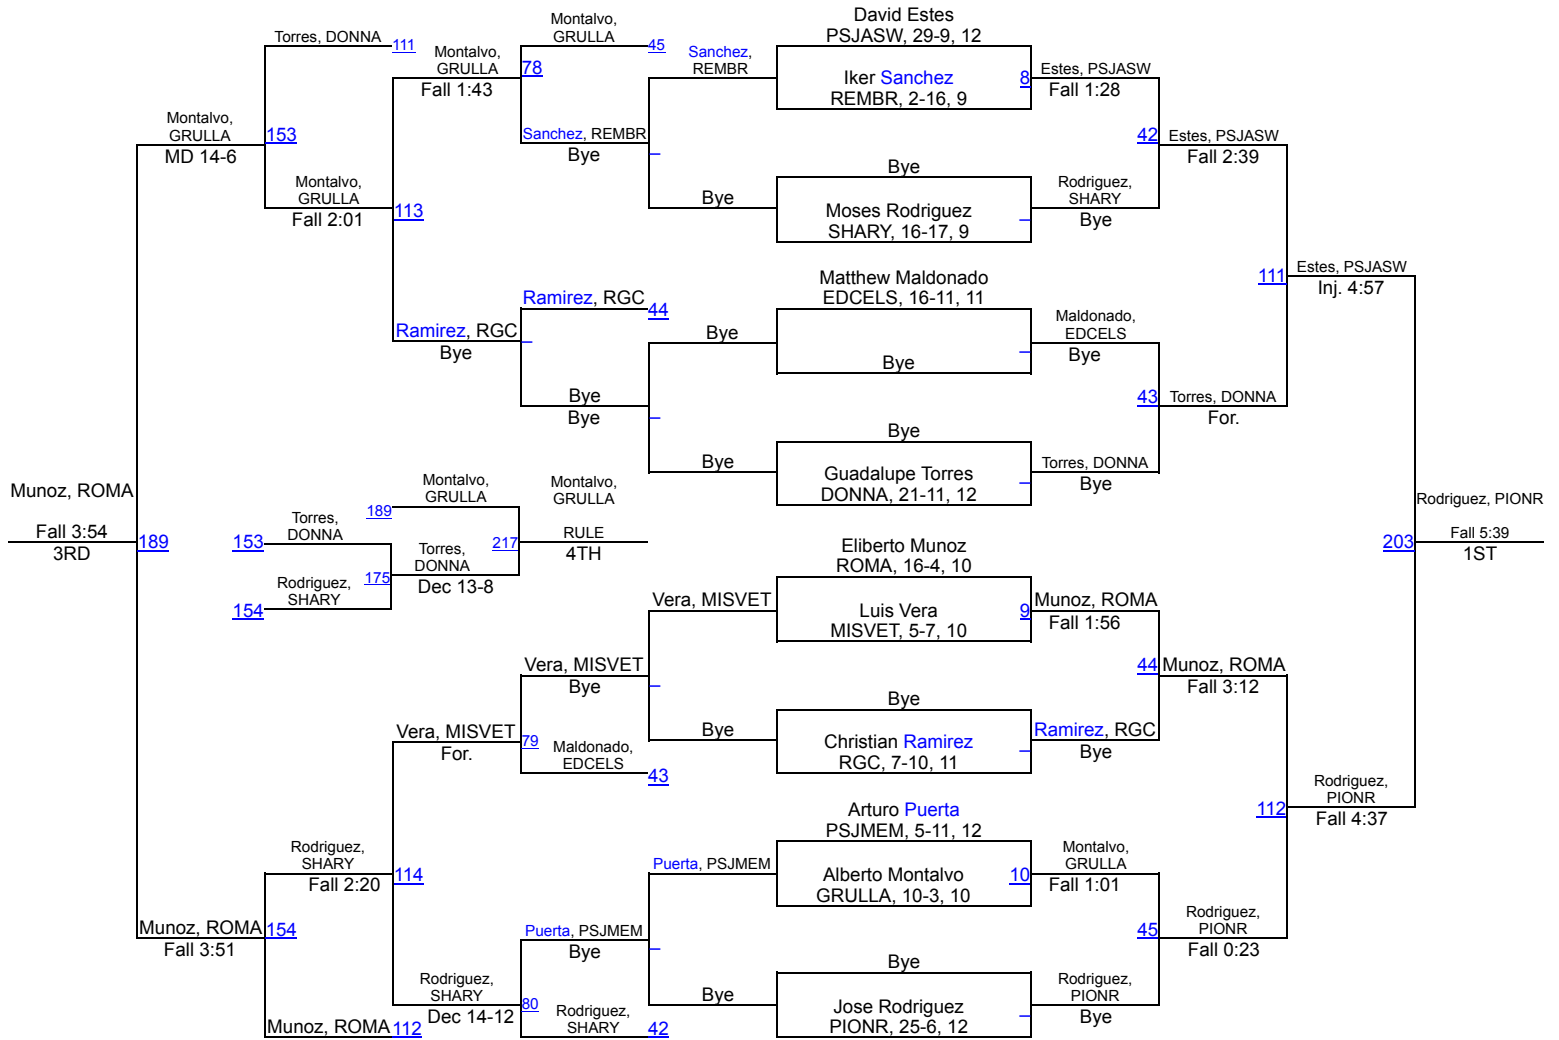 David Estes
PSJASW, 29-9, 12
Montalvo,
GRULLA
45
Torres, DONNA
111
Montalvo,
GRULLA
78
Fall 1:43
Sanchez,
REMBR
Iker Sanchez
REMBR, 2-16, 9
8
Estes, PSJASW
Fall 1:28
Montalvo,
GRULLA
153
MD 14-6
Sanchez, REMBR
Bye
_
42
Estes, PSJASW
Fall 2:39
Bye
Montalvo,
GRULLA
113
Fall 2:01
Bye
Moses Rodriguez
SHARY, 16-17, 9
_
Rodriguez,
SHARY
Bye
Matthew Maldonado
EDCELS, 16-11, 11
111
Estes, PSJASW
Inj. 4:57
Ramirez, RGC
44
Ramirez, RGC
Bye
_
Bye
Bye
_
Maldonado,
EDCELS
Bye
Bye
Bye
_
43
Torres, DONNA
For.
Bye
Bye
Guadalupe Torres
DONNA, 21-11, 12
_
Torres, DONNA
Bye
Munoz, ROMA
Fall 3:54
3RD
189
Montalvo,
GRULLA
189
Montalvo,
GRULLA
Torres,
DONNA
153
Torres,
DONNA
217
RULE
4TH
175
Dec 13-8
Rodriguez,
SHARY
154
Rodriguez, PIONR
203
Fall 5:39
1ST
Eliberto Munoz
ROMA, 16-4, 10
Vera, MISVET
Luis Vera
MISVET, 5-7, 10
9
Munoz, ROMA
Fall 1:56
Vera, MISVET
Bye
_
44
Munoz, ROMA
Fall 3:12
Bye
Vera, MISVET
For.
79
Maldonado,
EDCELS
43
Bye
Christian Ramirez
RGC, 7-10, 11
_
Ramirez, RGC
Bye
Arturo Puerta
PSJMEM, 5-11, 12
112
Rodriguez,
PIONR
Fall 4:37
Rodriguez,
SHARY
114
Fall 2:20
Puerta, PSJMEM
Alberto Montalvo
GRULLA, 10-3, 10
10
Montalvo,
GRULLA
Fall 1:01
Munoz, ROMA
154
Fall 3:51
Puerta, PSJMEM
Bye
_
45
Rodriguez,
PIONR
Fall 0:23
Bye
Rodriguez,
SHARY
80
Dec 14-12
Bye
Jose Rodriguez
PIONR, 25-6, 12
_
Rodriguez,
PIONR
Bye
Munoz, ROMA
112
Rodriguez,
SHARY
42